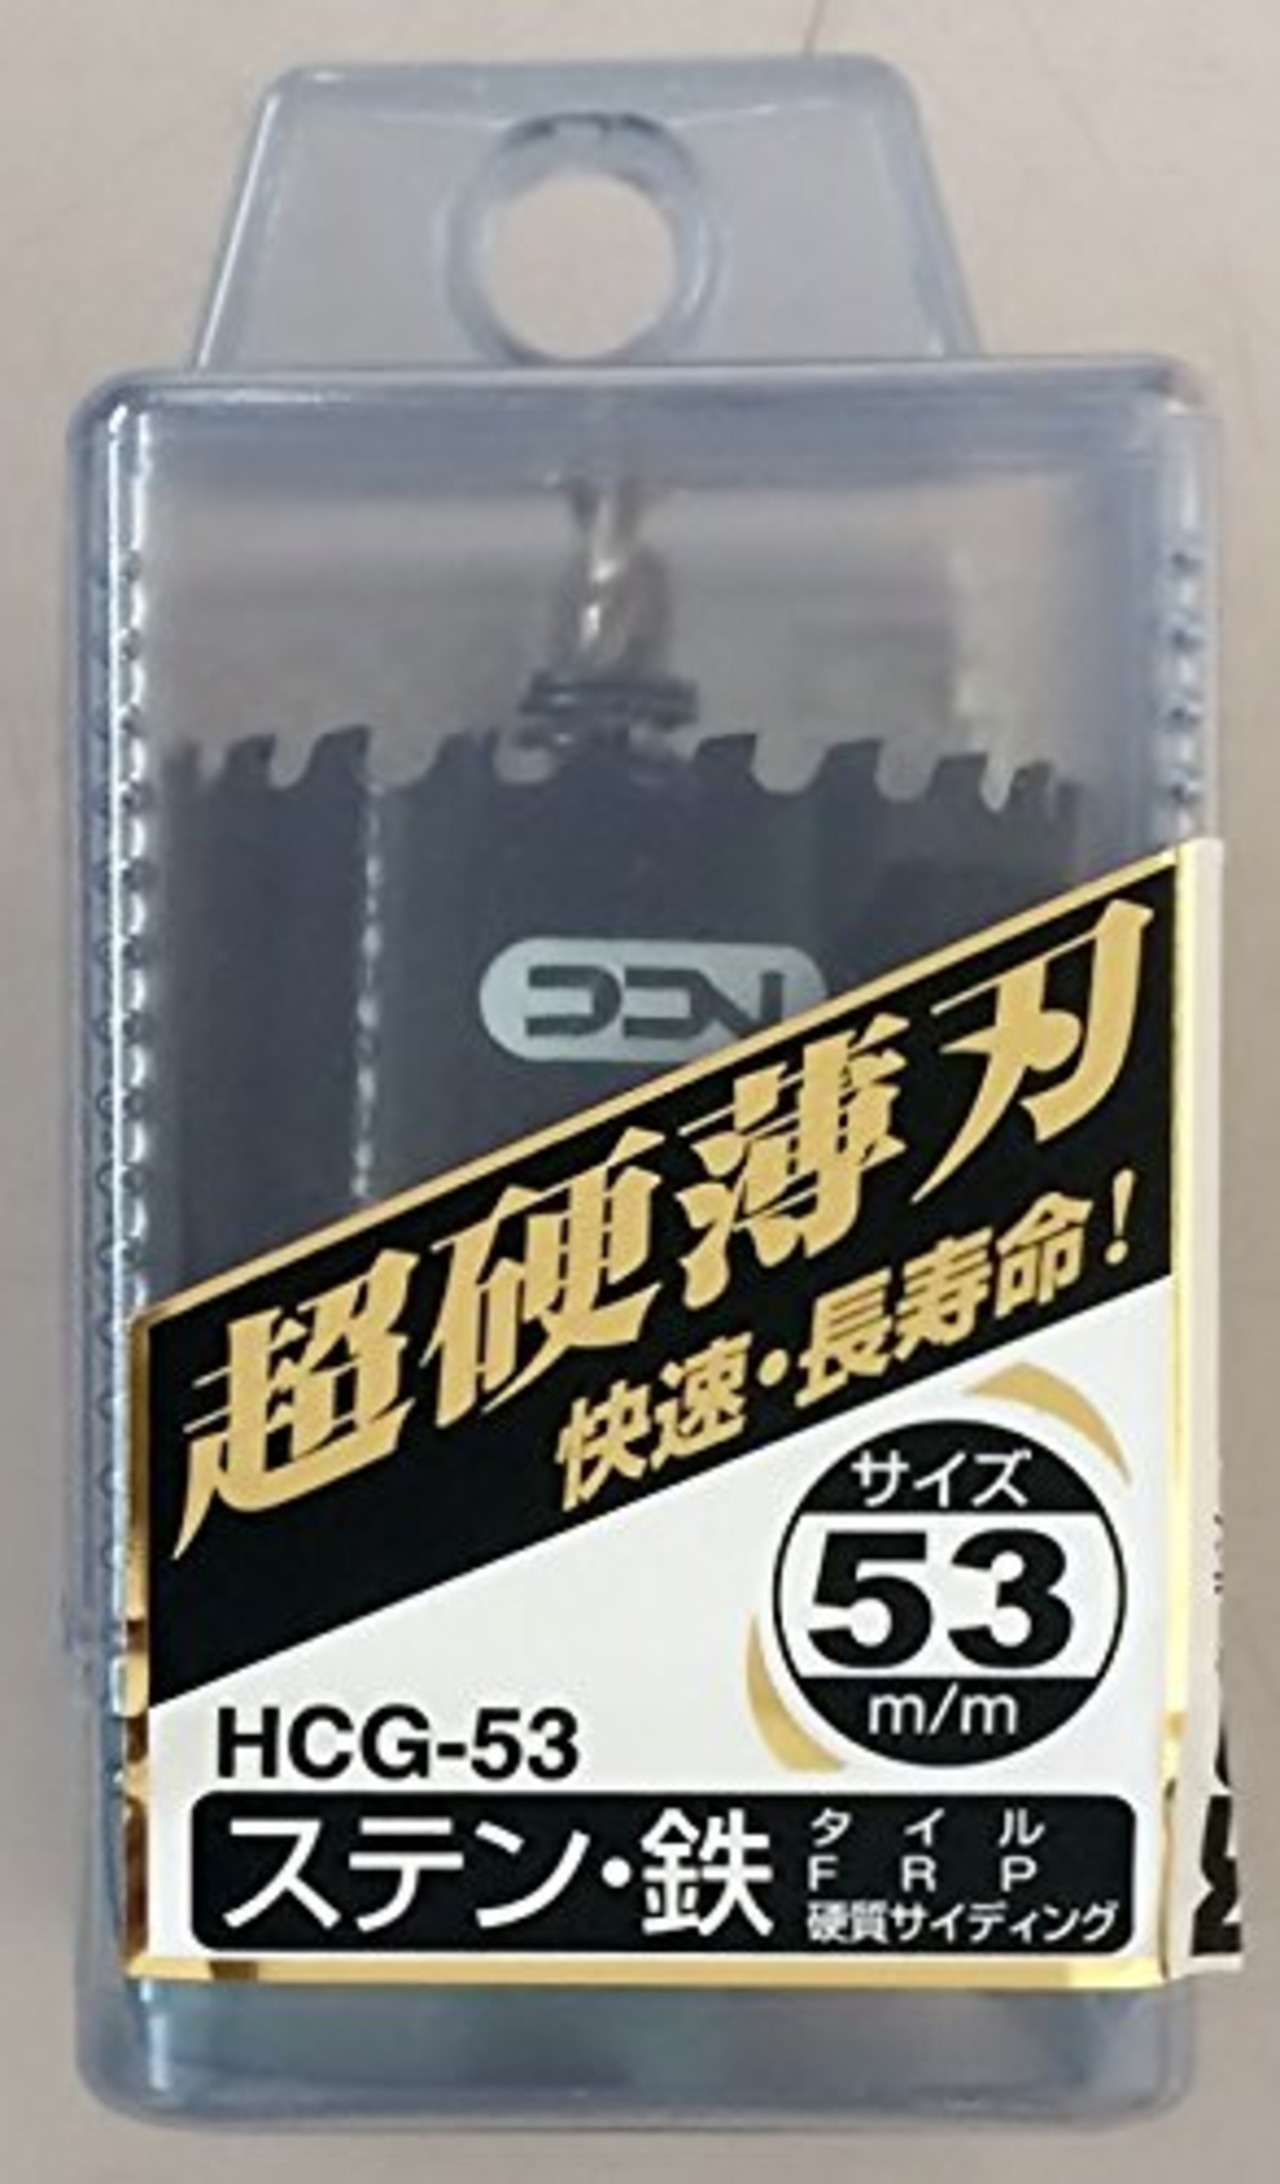 超硬薄刃
快速・長寿命!
サイズ
53
m/m
HCG-53
ステン・鉄
タイル
FRP
硬質サイディング